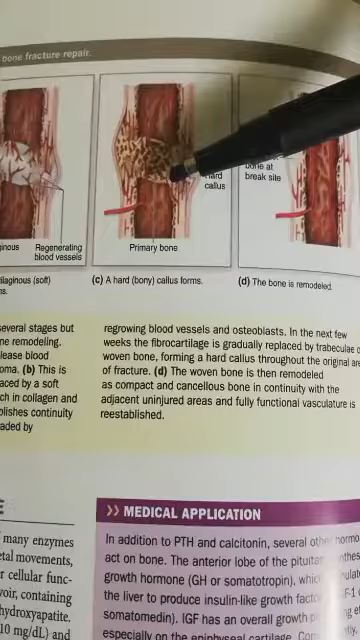 bone fracture repair.
Hard
callus
bone at
break site
ginous
Regenerating
blood vessels
Primary bone
ilaginous (soft)
ns.
(c) A hard (bony) callus forms.
(d) The bone is remodeled.
several stages but
ne remodeling.
lease blood
oma. (b) This is
aced by a soft
ch in collagen and
blishes continuity
aded by
regrowing blood vessels and osteoblasts. In the next few
weeks the fibrocartilage is gradually replaced by trabeculae o
woven bone, forming a hard callus throughout the original are
of fracture. (d) The woven bone is then remodeled
as compact and cancellous bone in continuity with the
adjacent uninjured areas and fully functional vasculature is
reestablished.
E
many enzymes
etal movements,
r cellular func-
voir, containing
hydroxyapatite.
10 mg/dL) and
>> MEDICAL APPLICATION
In addition to PTH and calcitonin, several other hormo
act on bone. The anterior lobe of the pituitar
growth hormone (GH or somatotropin), whic
the liver to produce insulin-like growth facto
somatomedin). IGF has an overall growth-p
especially on the epiphyseal cartilage.